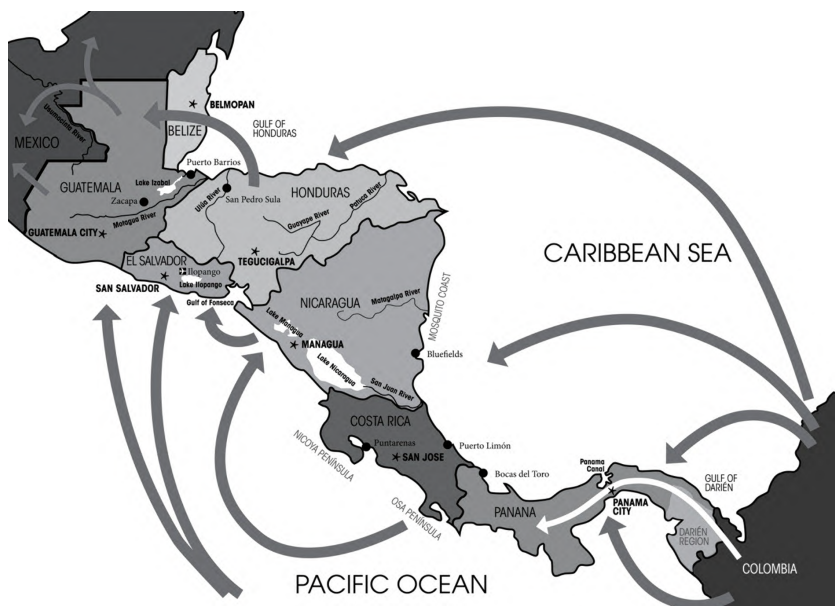 BELMOPAN
BELIZE
GULF OF
HONDURAS
Usumacinta River
MEXICO
Puerto Barrios
GUATEMALA
Lake Izabal
HONDURAS
Zacapa
San Pedro Sula
Ulúa River
Patuca River
Guayape River
Motagua River
GUATEMALA CITY
CARIBBEAN SEA
TEGUCIGALPA
EL SALVADOR
Ilopango
Lake Ilopango
SAN SALVADOR
Gulf of Fonseca
NICARAGUA
Matagalpa River
MOSQUITO COAST
Lake Managua
MANAGUA
Bluefields
Lake Nicaragua
San Juan River
COSTA RICA
Puntarenas
Puerto Limón
SAN JOSE
NICOYA PENÍNSULA
Bocas del Toro
Panama
Canal
GULF OF
DARIÉN
PANAMA
CITY
OSA PENÍNSULA
PANANA
DARIÉN
REGION
COLOMBIA
PACIFIC OCEAN